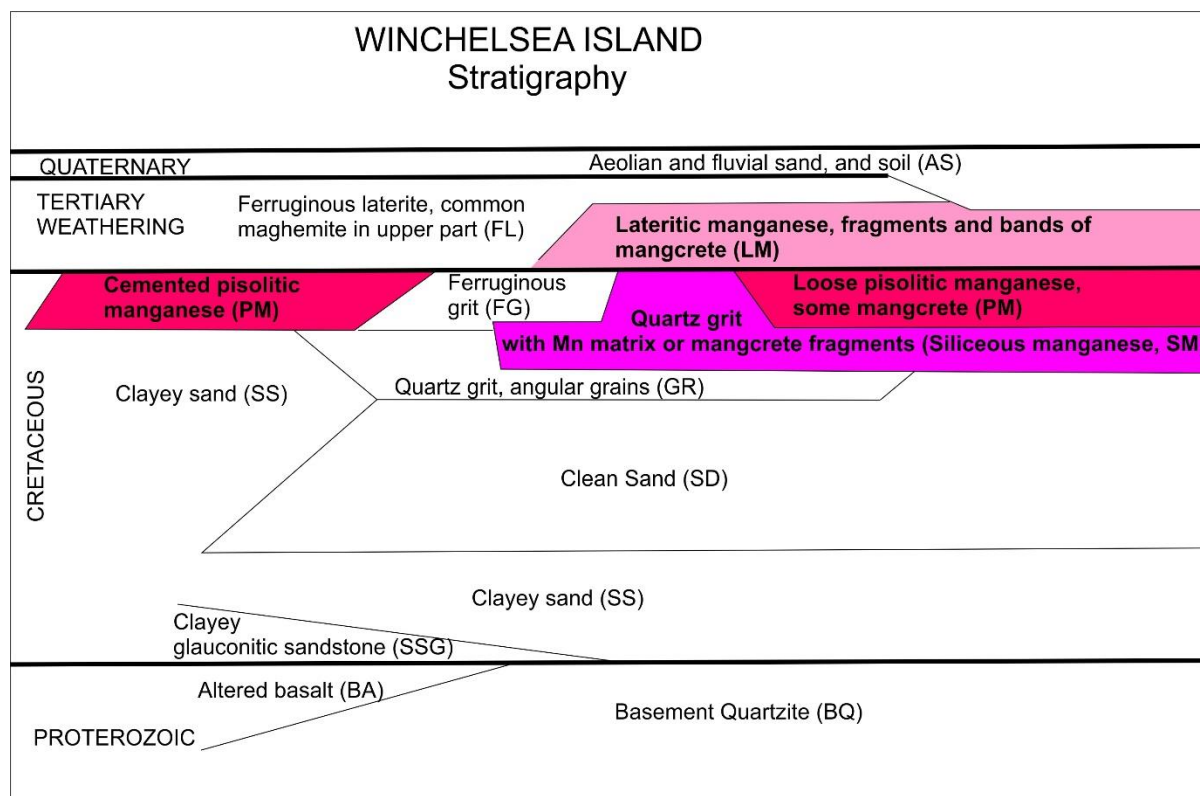 WINCHELSEA ISLAND
Stratigraphy
QUATERNARY
Aeolian and fluvial sand, and soil (AS)
TERTIARY
WEATHERING
Ferruginous laterite, common
maghemite in upper part (FL)
Lateritic manganese, fragments and bands of
mangcrete (LM)
Cemented pisolitic
manganese (PM)
Ferruginous
grit (FG)
Loose pisolitic manganese,
some mangcrete (PM)
Quartz grit
with Mn matrix or mangcrete fragments (Siliceous manganese, SM
CRETACEOUS
Clayey sand (SS)
Quartz grit, angular grains (GR)
Clean Sand (SD)
Clayey sand (SS)
Clayey
glauconitic sandstone (SSG)
Altered basalt (BA)
Basement Quartzite (BQ)
PROTEROZOIC